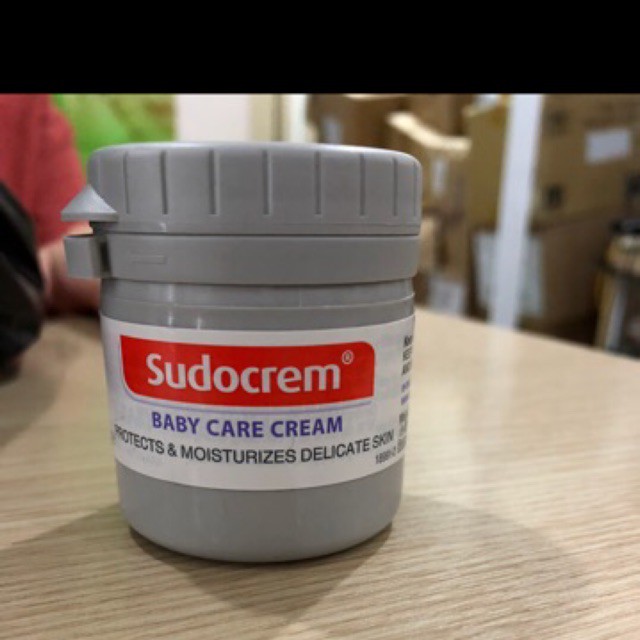 Sudocrem®
BABY CARE CREAM
PROTECTS & MOISTURIZES DELICATE SKIN